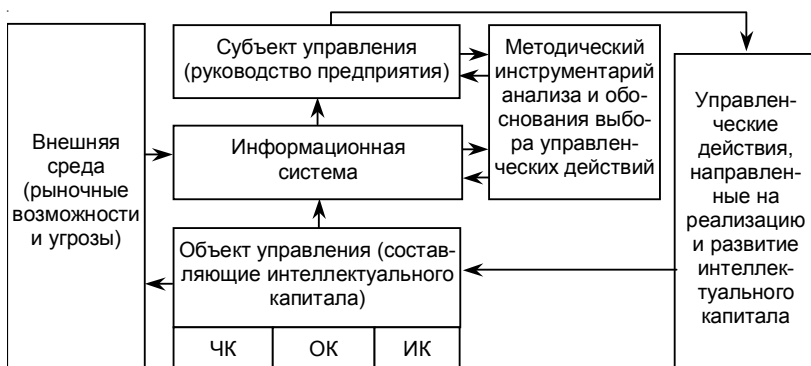 Внешняя
среда
(рыночные
возможности
и угрозы)
Субъект управления
(руководство предприятия)
Информационная
система
Объект управления (состав-
ляющие интеллектуального
капитала)
ЧК
ОК
ИК
Методический
инструментарий
анализа и обо-
снования выбо-
ра управлен-
ческих действий
Управлен-
ческие
действия,
направлен-
ные на
реализацию
и развитие
интеллек-
туального
капитала